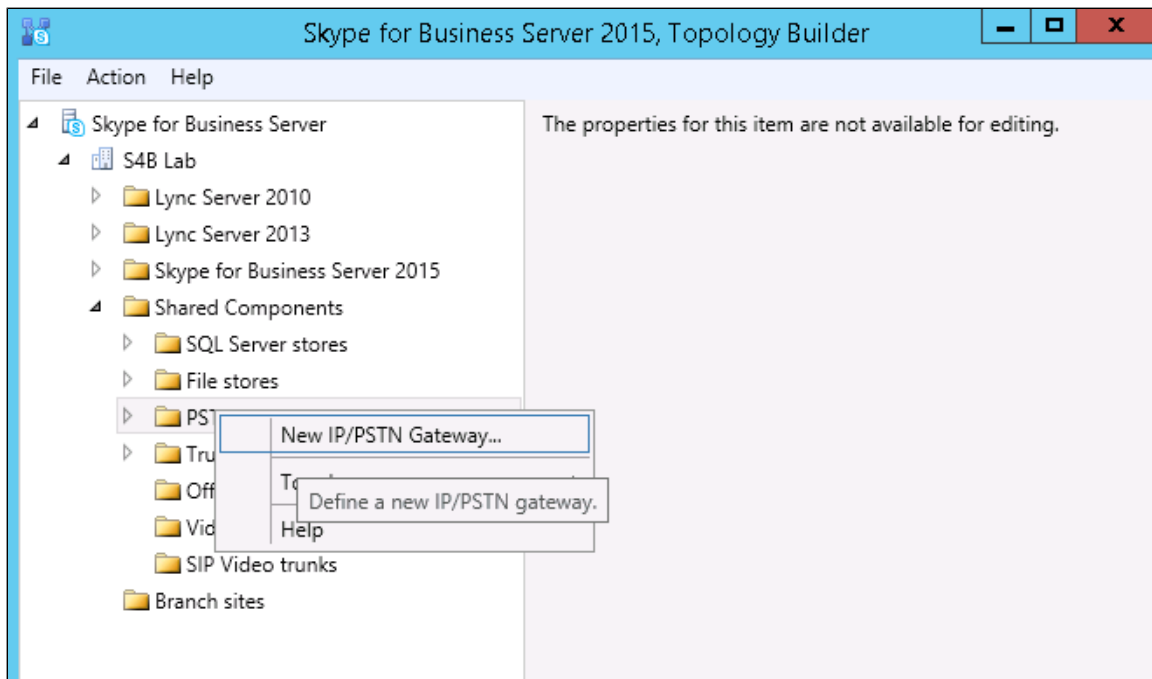 Skype for Business Server 2015, Topology Builder
File Action Help
Skype for Business Server
The properties for this item are not available for editing.
S4B Lab
Lync Server 2010
Lync Server 2013
Skype for Business Server 2015
Shared Components
SQL Server stores
File stores
New IP/PSTN Gateway...
Define a new IP/PSTN gateway.
Help
SIP Video trunks
Branch sites